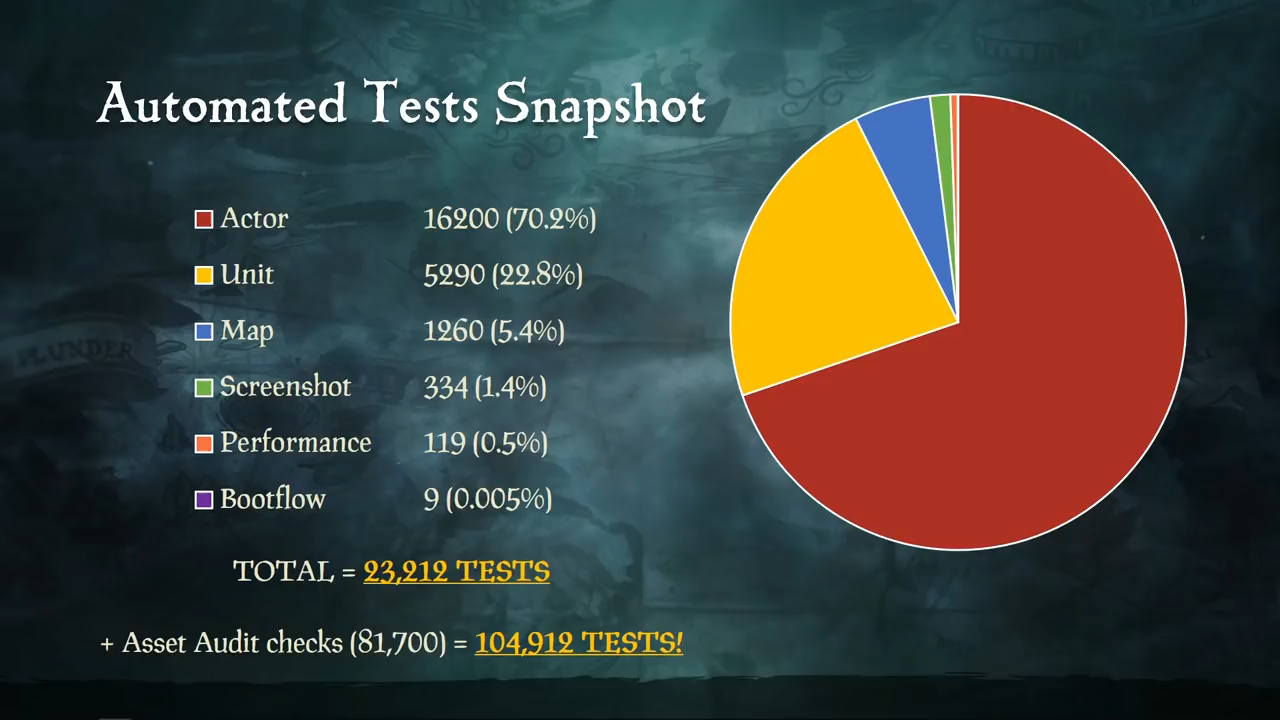 Automated Tests Snapshot
Actor 16200 (70.2%)
Unit 5290 (22.8%)
Map 1260 (5.4%)
Screenshot 334 (1.4%)
Performance 119 (0.5%)
Bootflow 9 (0.005%)
TOTAL = 23,212 TESTS
+ Asset Audit checks (81,700) = 104,912 TESTS!
PLUNDER